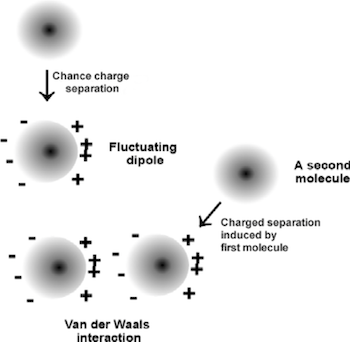 Chance charge
separation
- + 
- +
- +
- +
Fluctuating
dipole
A second
molecule
Charged separation
induced by
first molecule
- + - +
- + - +
- + - +
- + - +
Van der Waals
interaction